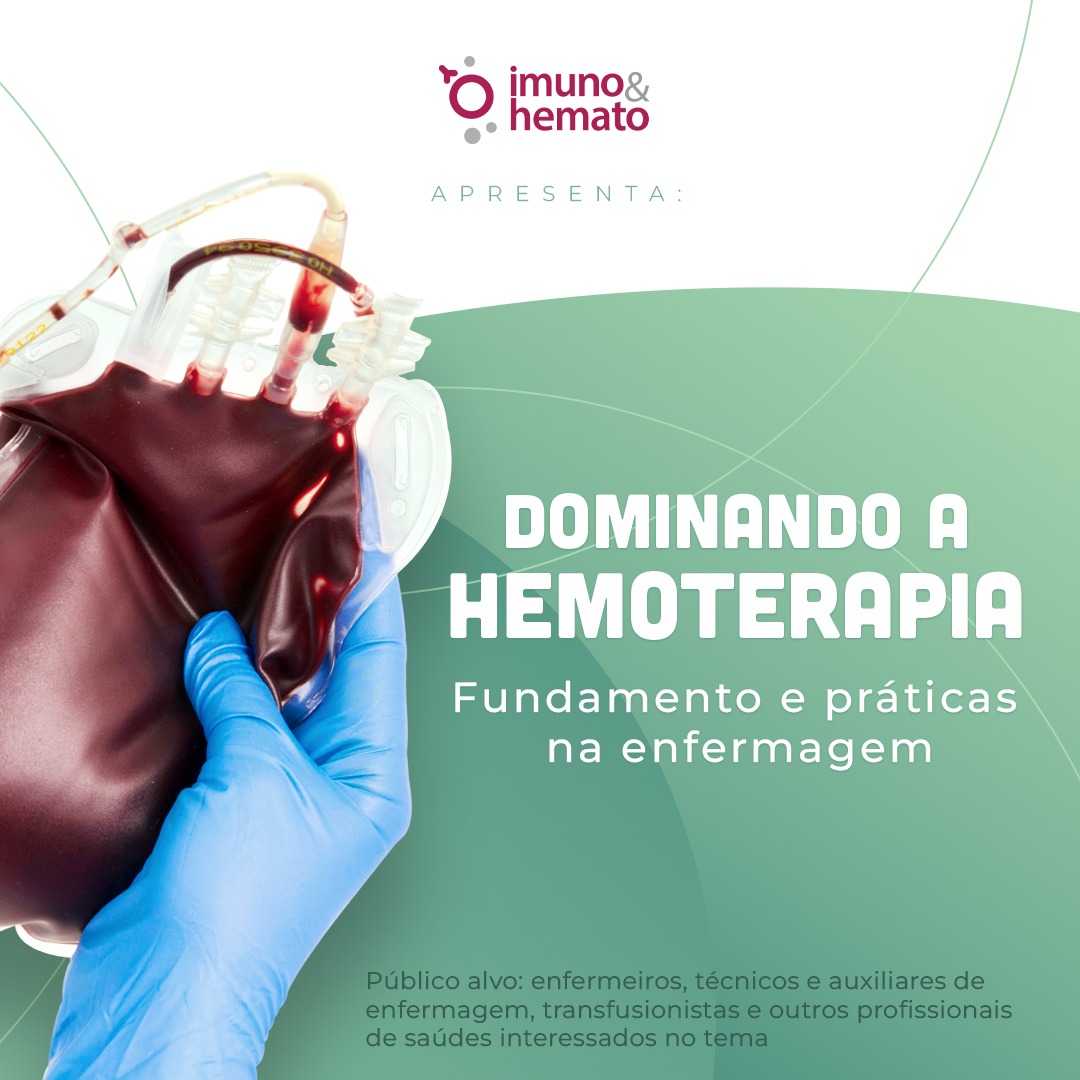 imuno&
hemato
APRESENTA:
DOMINANDO A
HEMOTERAPIA
Fundamento e práticas
na enfermagem
Público alvo: enfermeiros, técnicos e auxiliares de
enfermagem, transfusionistas e outros profissionais
de saúdes interessados no tema